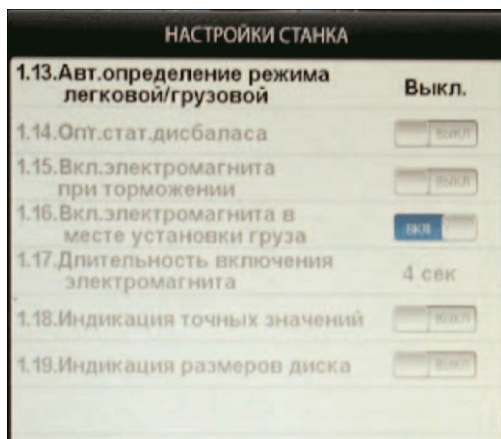 НАСТРОЙКИ СТАНКА
1.13.Авт.определение режима
легковой/грузовой
Выкл.
1.14.Опт.стат.дисбаласа
ВЫКЛ
1.15.Вкл.электромагнита
при торможении
ВЫКЛ
1.16.Вкл.электромагнита в
месте установки груза
ВКЛ
1.17.Длительность включения
электромагнита
4 сек
1.18.Индикация точных значений
ВЫКЛ
1.19.Индикация размеров диска
ВЫКЛ